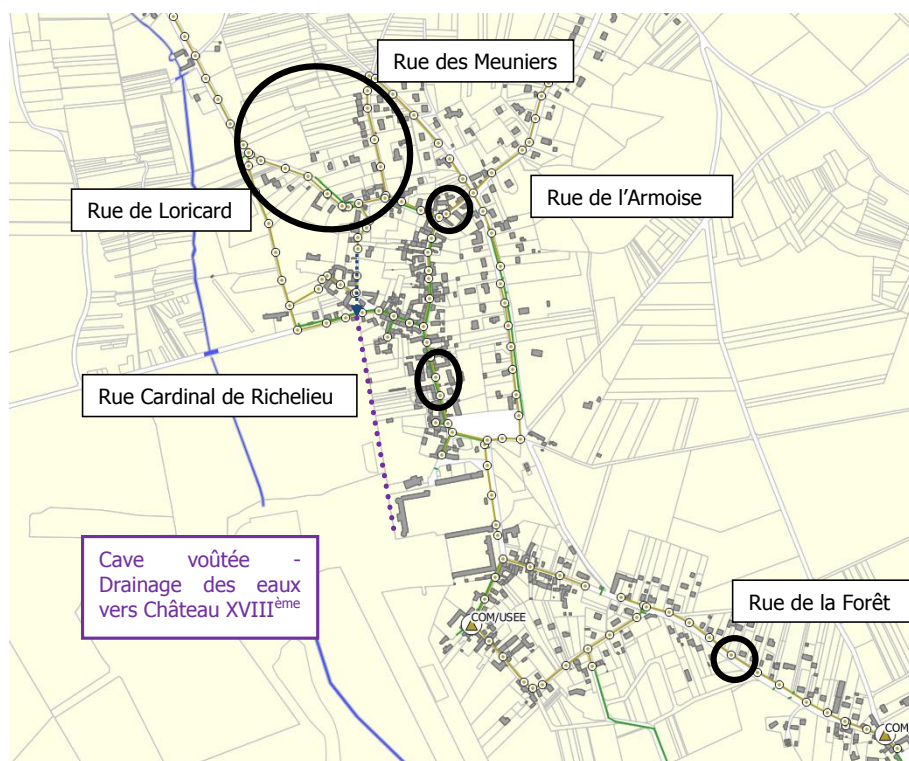 Rue des Meuniers
Rue de Loricard
Rue de l'Armoise
Rue Cardinal de Richelieu
Cave voûtée -
Drainage des eaux
vers Château XVIIIème
Rue de la Forêt
COM/USEE
COM